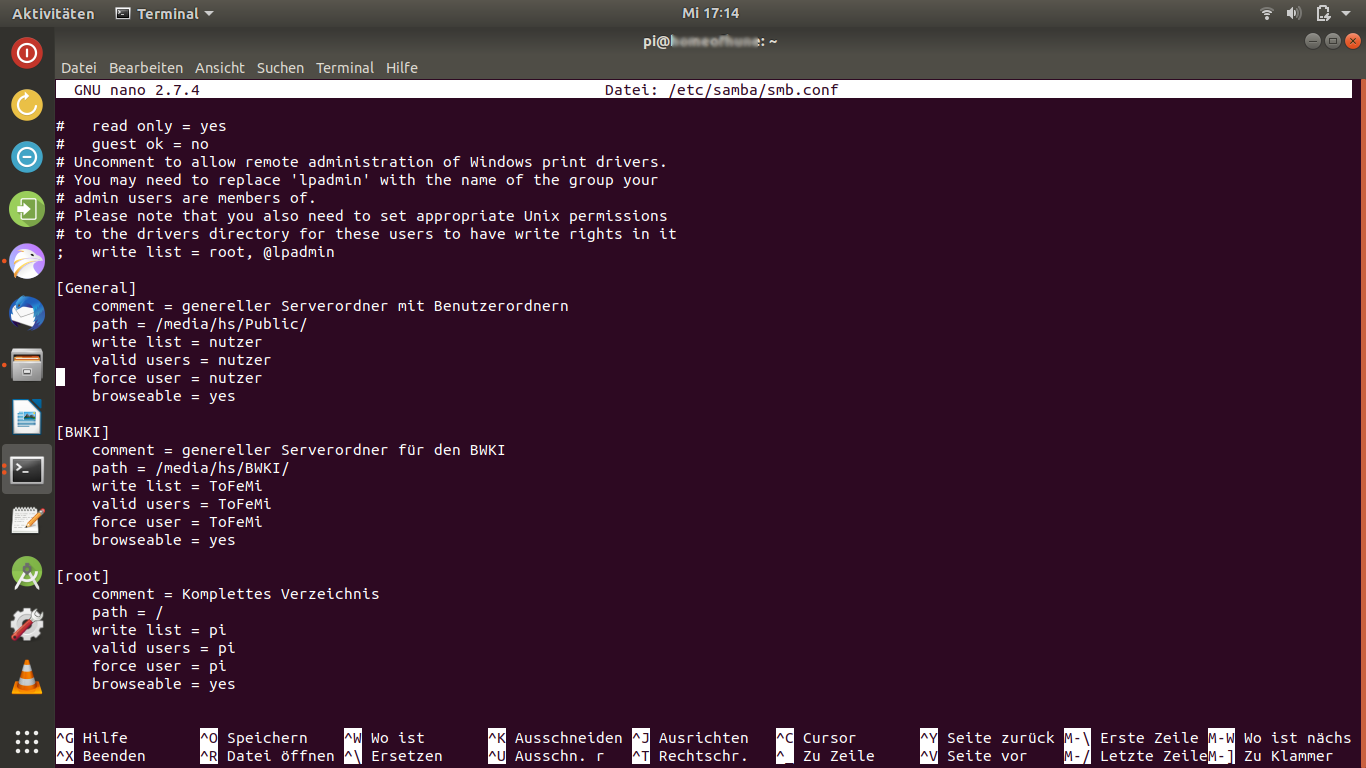 Aktivitäten Terminal Mi 17:14
pi@: ~
Datei Bearbeiten Ansicht Suchen Terminal Hilfe
GNU nano 2.7.4 Datei: /etc/samba/smb.conf
#   read only = yes
#   guest ok = no
# Uncomment to allow remote administration of Windows print drivers.
# You may need to replace 'lpadmin' with the name of the group your
# admin users are members of.
# Please note that you also need to set appropriate Unix permissions
# to the drivers directory for these users to have write rights in it
;   write list = root, @lpadmin
[General]
    comment = genereller Serverordner mit Benutzerordnern
    path = /media/hs/Public/
    write list = nutzer
    valid users = nutzer
    force user = nutzer
    browseable = yes
[BWKI]
    comment = genereller Serverordner für den BWKI
    path = /media/hs/BWKI/
    write list = ToFeMi
    valid users = ToFeMi
    force user = ToFeMi
    browseable = yes
[root]
    comment = Komplettes Verzeichnis
    path = /
    write list = pi
    valid users = pi
    force user = pi
    browseable = yes
^G Hilfe ^O Speichern ^W Wo ist ^K Ausschneiden ^J Ausrichten ^C Cursor ^Y Seite zurück M-\ Erste Zeile M-W Wo ist nächs
^X Beenden ^R Datei öffnen ^\ Ersetzen ^U Ausschn. r ^T Rechtschr. ^_ Zu Zeile ^V Seite vor M-/ Letzte Zeile M-] Zu Klammer